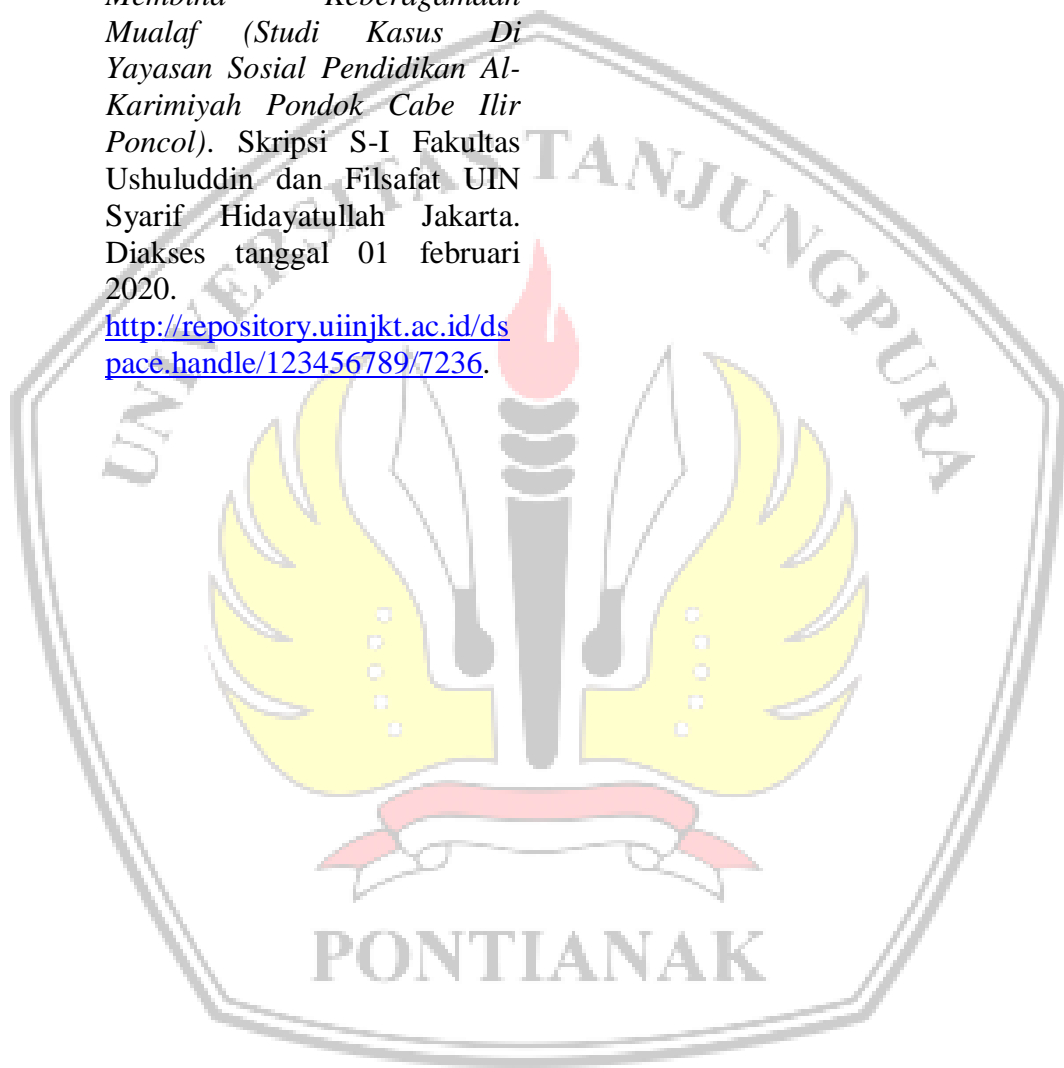 Membina Keberagamaan
Mualaf (Studi Kasus Di
Yayasan Sosial Pendidikan Al-
Karimiyah Pondok Cabe Ilir
Poncol). Skripsi S-I Fakultas
Ushuluddin dan Filsafat UIN
Syarif Hidayatullah Jakarta.
Diakses tanggal 01 februari
2020.
http://repository.uiinjkt.ac.id/ds
pace.handle/123456789/7236.
UNIVERSITAS TANJUNGPURA
PONTIANAK